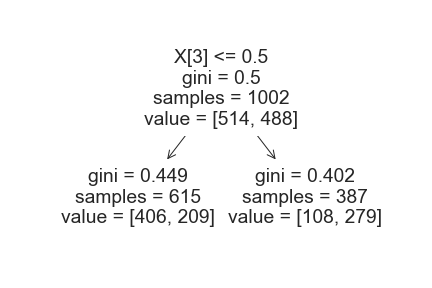 X[3] <= 0.5
gini = 0.5
samples = 1002
value = [514, 488]
gini = 0.449
samples = 615
value = [406, 209]
gini = 0.402
samples = 387
value = [108, 279]